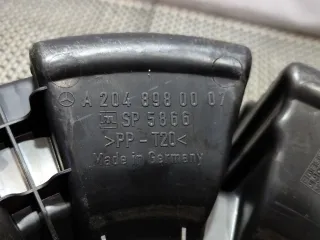 A 204 898 00 07
SP 5866
>PP-T20<
Made in Germany